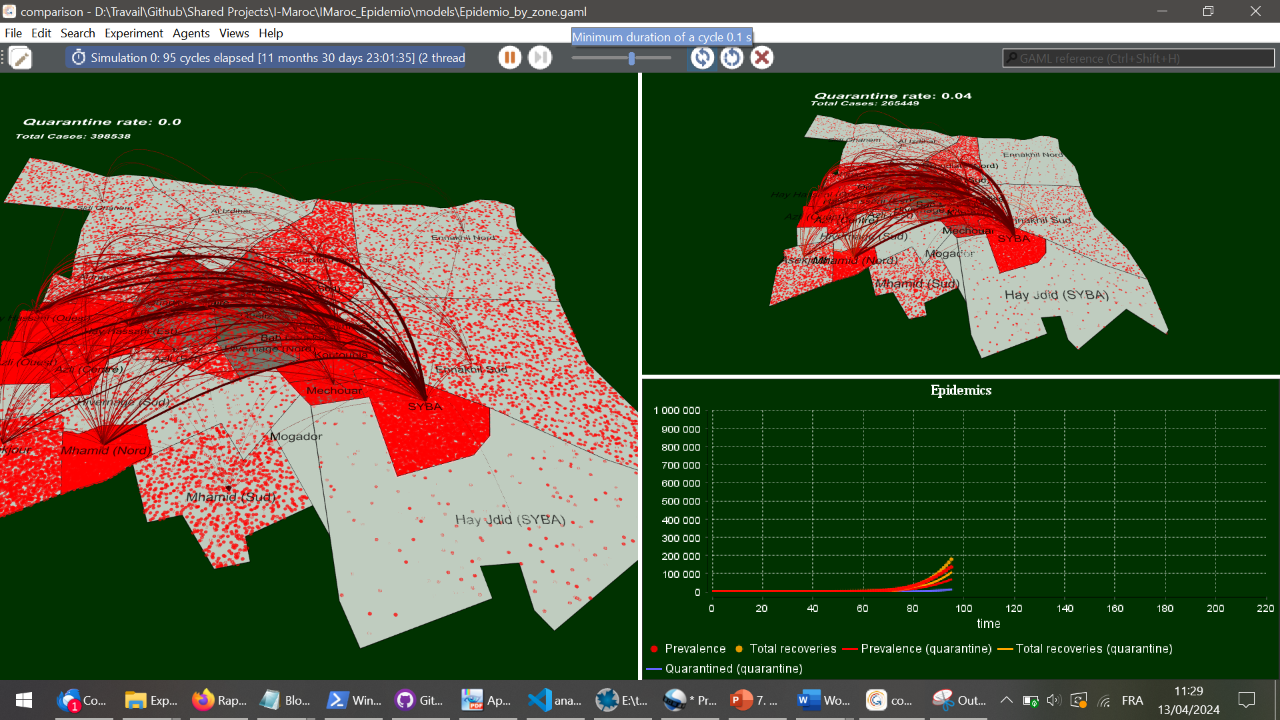 comparison - D:\Travail\Github\Shared Projects\I-Maroc\IMaroc_Epidemio\models\Epidemio_by_zone.gaml
File Edit Search Experiment Agents Views Help
Minimum duration of a cycle 0.1 s
Simulation 0: 95 cycles elapsed [11 months 30 days 23:01:35] (2 thread
GAML reference (Ctrl+Shift+H)
Quarantine rate: 0.0
Total Cases: 398538
Ennakhil Nord
Ennakhil Sud
Hivernage (Nord)
Azli (Centre)
Mechouar
SYBA
Hivernage (Sud)
Mogador
Mhamid (Nord)
Mhamid (Sud)
Hay Jdid (SYBA)
Quarantine rate: 0.04
Total Cases: 265449
Ennakhil Nord
Ennakhil Sud
Mechouar
SYBA
Mogador
Mhamid (Nord)
Mhamid (Sud)
Hay Jdid (SYBA)
Epidemics
1 000 000
900 000
800 000
700 000
600 000
500 000
400 000
300 000
200 000
100 000
0
0 20 40 60 80 100 120 140 160 180 200 220
time
Prevalence Total recoveries Prevalence (quarantine) Total recoveries (quarantine)
Quarantined (quarantine)
1 Co... Exp... Rap... Blo... Win... Git... Ap... ana... E:\t... * Pr... 7. ... Wo... co... Out... FRA
11:29
13/04/2024